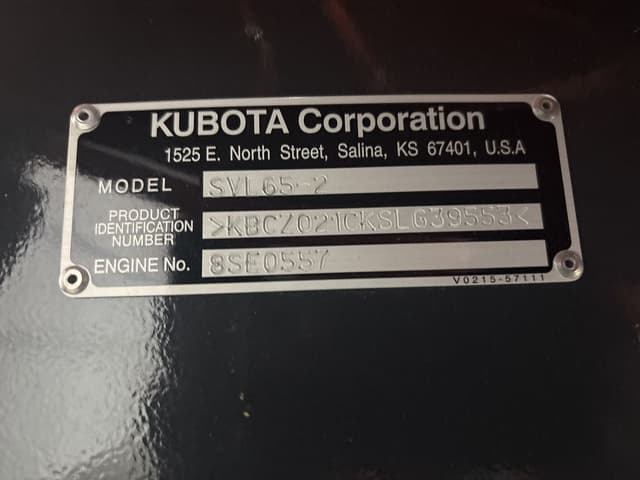 KUBOTA Corporation
1525 E. North Street, Salina, KS 67401, U.S.A
MODEL SVL65-2
PRODUCT IDENTIFICATION NUMBER >KBCZ021CKSLG39553<
ENGINE No. 8SE0557
V0215-57111